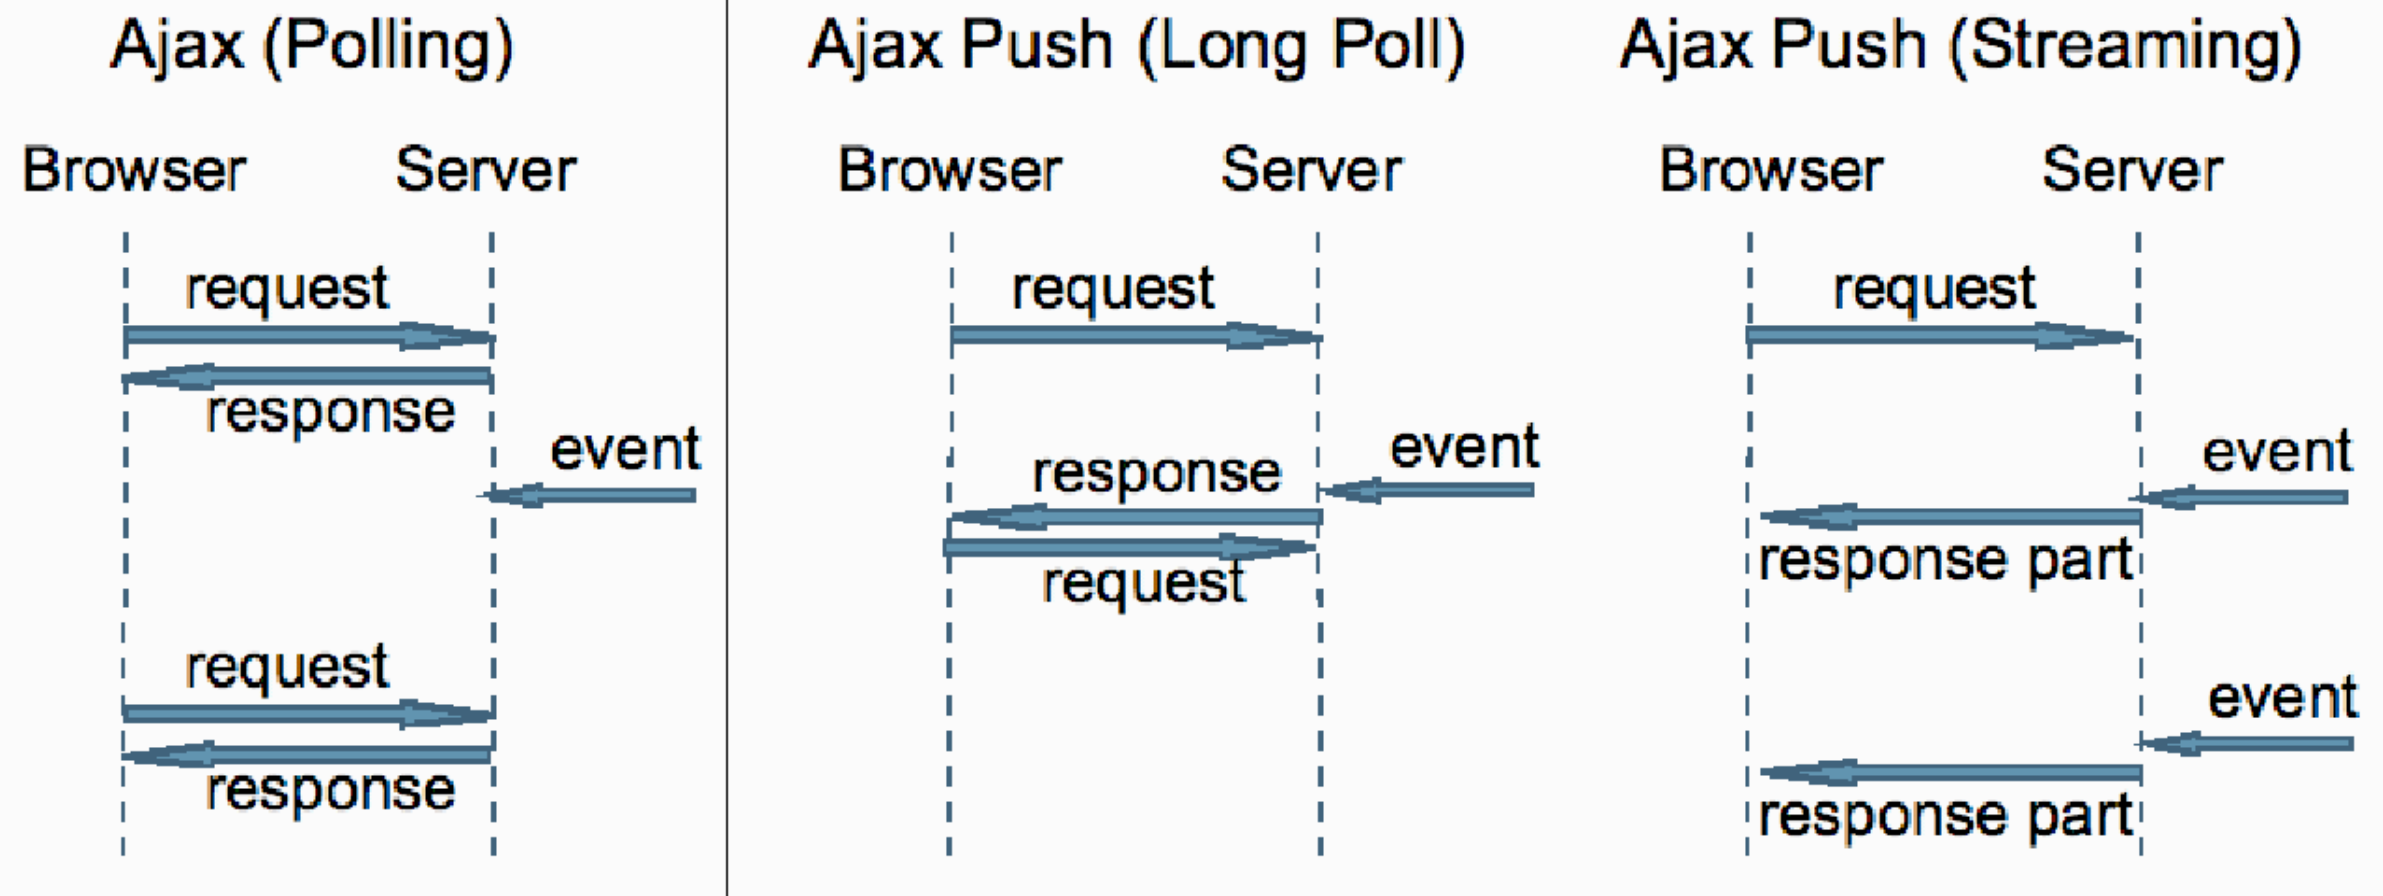 Ajax (Polling)
Browser Server
request
response
event
request
response
Ajax Push (Long Poll)
Browser Server
request
event
response
request
Ajax Push (Streaming)
Browser Server
request
event
response part
event
response part